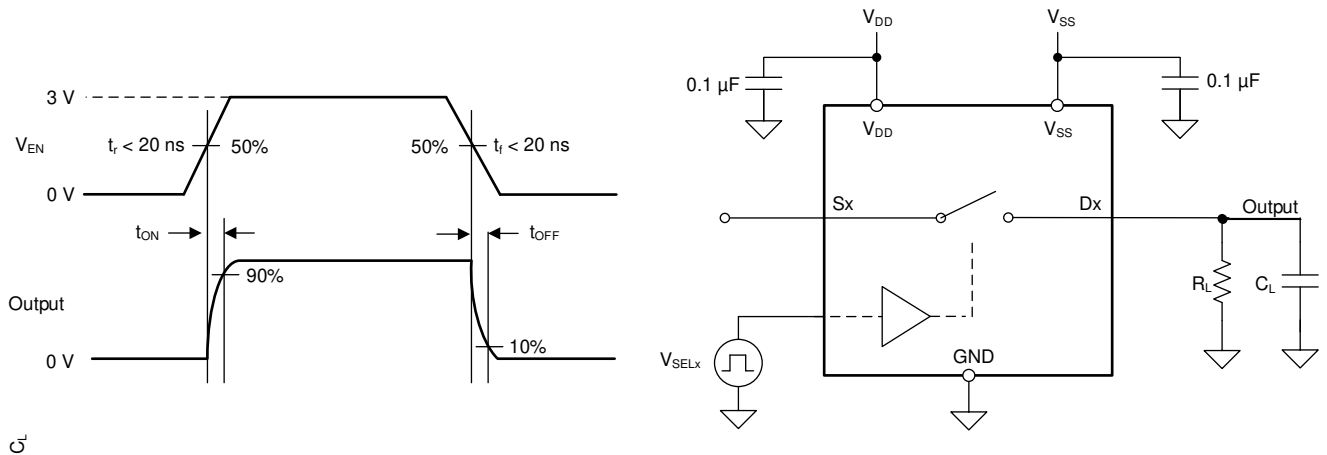 3 V
V_EN
0 V
t_r < 20 ns
50%
50%
t_f < 20 ns
t_ON
t_OFF
90%
Output
0 V
10%
C_L
V_DD
V_SS
0.1 µF
0.1 µF
V_DD
V_SS
Sx
Dx
Output
R_L
C_L
V_SELx
GND